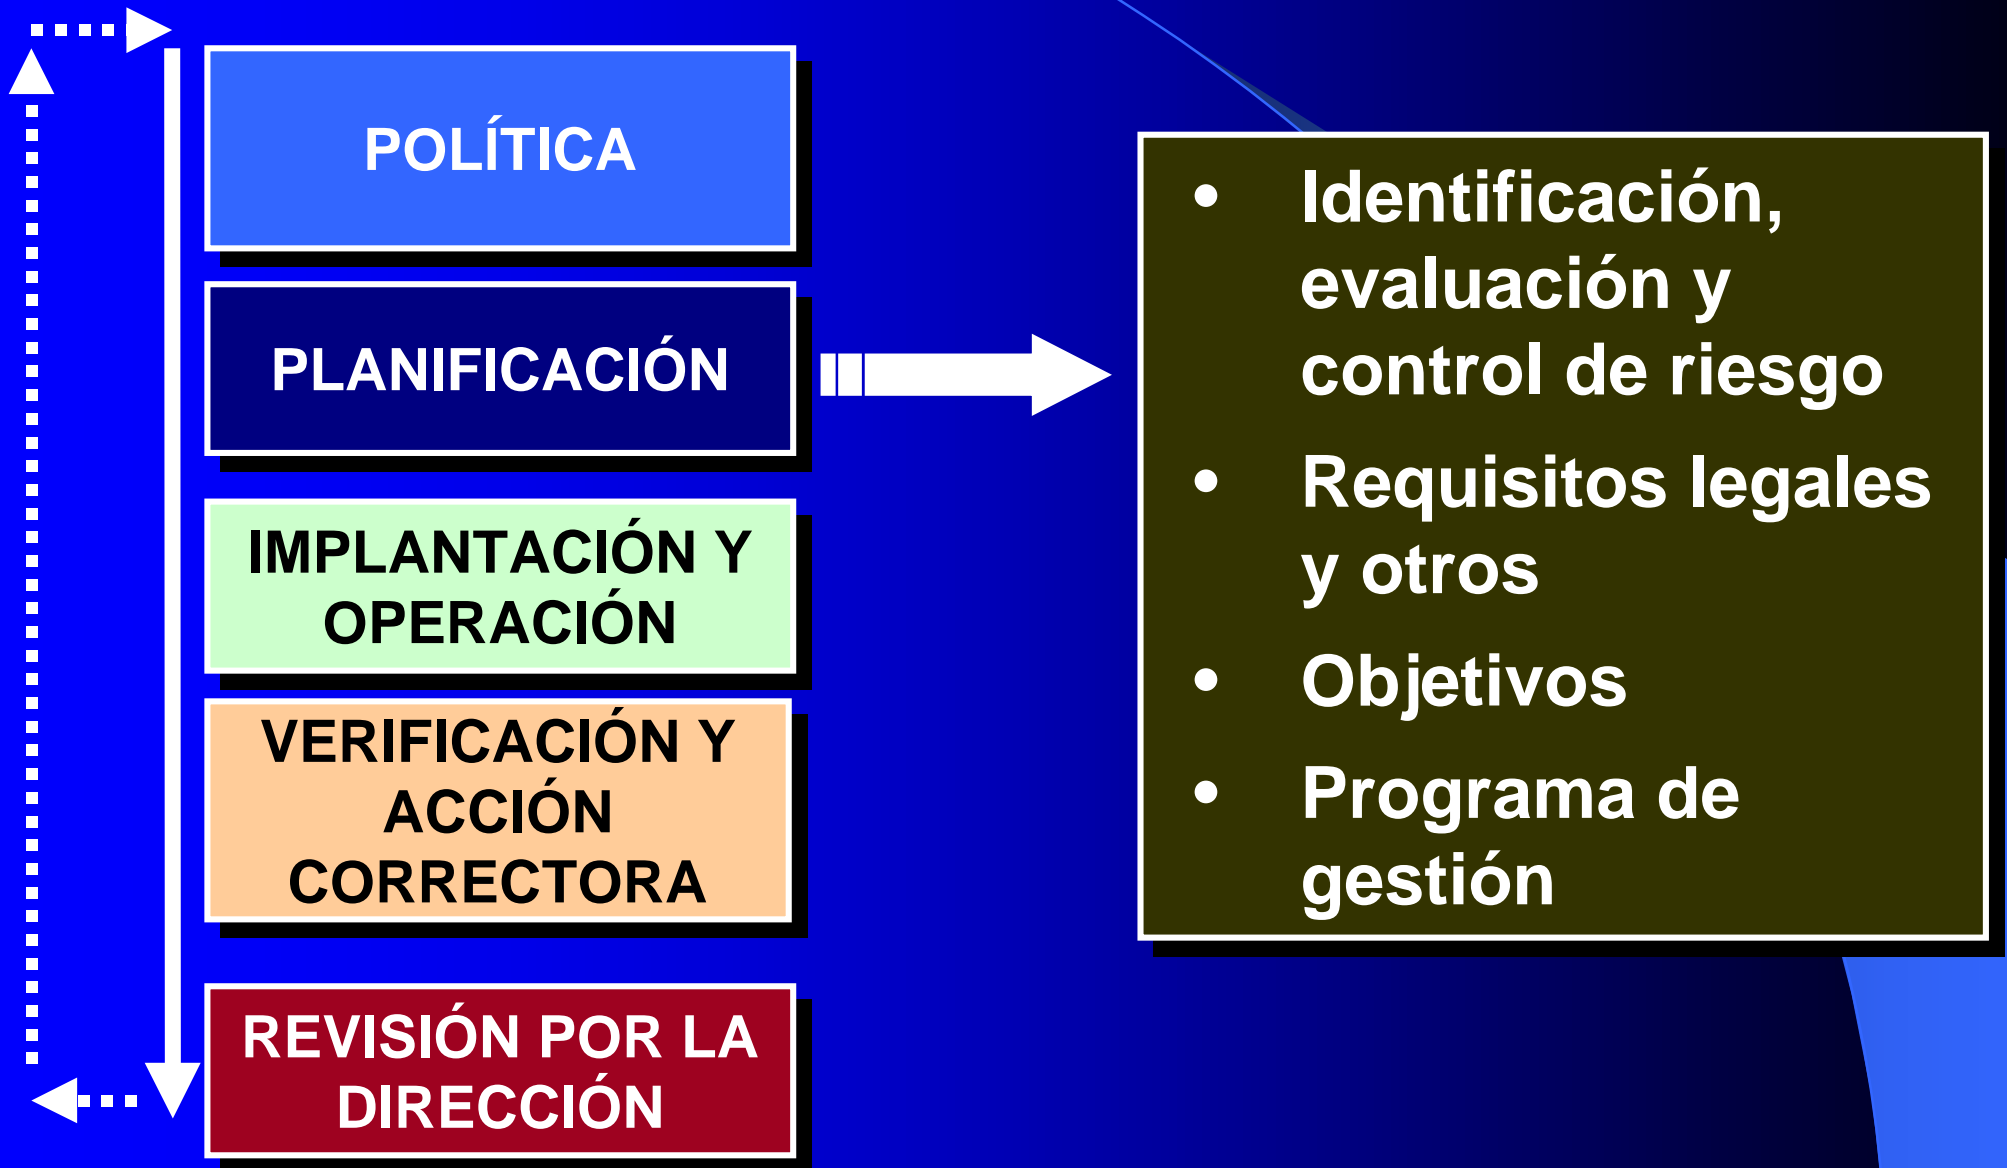 POLÍTICA
PLANIFICACIÓN
IMPLANTACIÓN Y
OPERACIÓN
VERIFICACIÓN Y
ACCIÓN
CORRECTORA
REVISIÓN POR LA
DIRECCIÓN
• Identificación,
evaluación y
control de riesgo
• Requisitos legales
y otros
• Objetivos
• Programa de
gestión